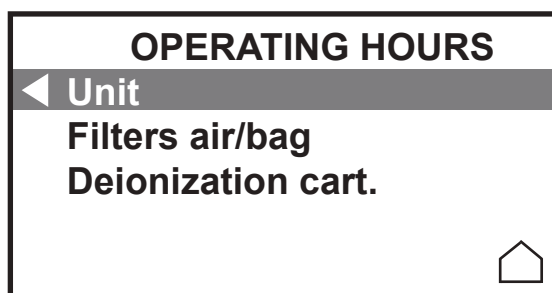 OPERATING HOURS
Unit
Filters air/bag
Deionization cart.